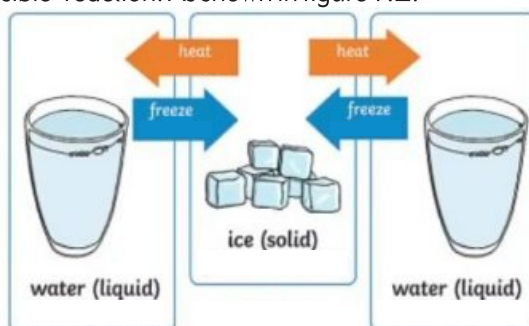 heat heat
freeze freeze
ice (solid)
water (liquid) water (liquid)